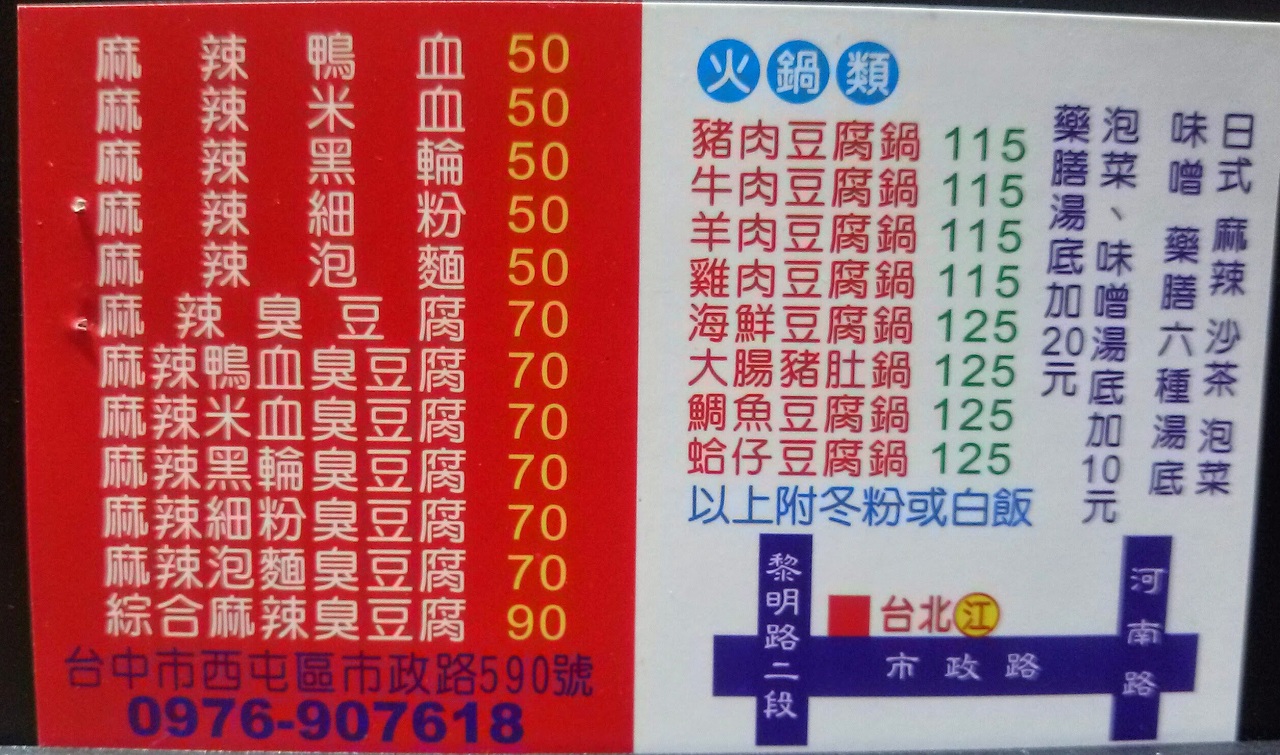 麻辣鴨血 50
麻辣米血 50
麻辣黑輪 50
麻辣細粉 50
麻辣泡麵 50
麻辣臭豆腐 70
麻辣鴨血臭豆腐 70
麻辣米血臭豆腐 70
麻辣黑輪臭豆腐 70
麻辣細粉臭豆腐 70
麻辣泡麵臭豆腐 70
綜合麻辣臭豆腐 90
台中市西屯區市政路590號
0976-907618
火鍋類
豬肉豆腐鍋 115
牛肉豆腐鍋 115
羊肉豆腐鍋 115
雞肉豆腐鍋 115
海鮮豆腐鍋 125
大腸豬肚鍋 125
鯛魚豆腐鍋 125
蛤仔豆腐鍋 125
以上附冬粉或白飯
日式 麻辣 沙茶 泡菜
味噌 藥膳六種湯底
泡菜、味噌湯底加10元
藥膳湯底加20元
黎明路二段
台北江
市政路
河南路